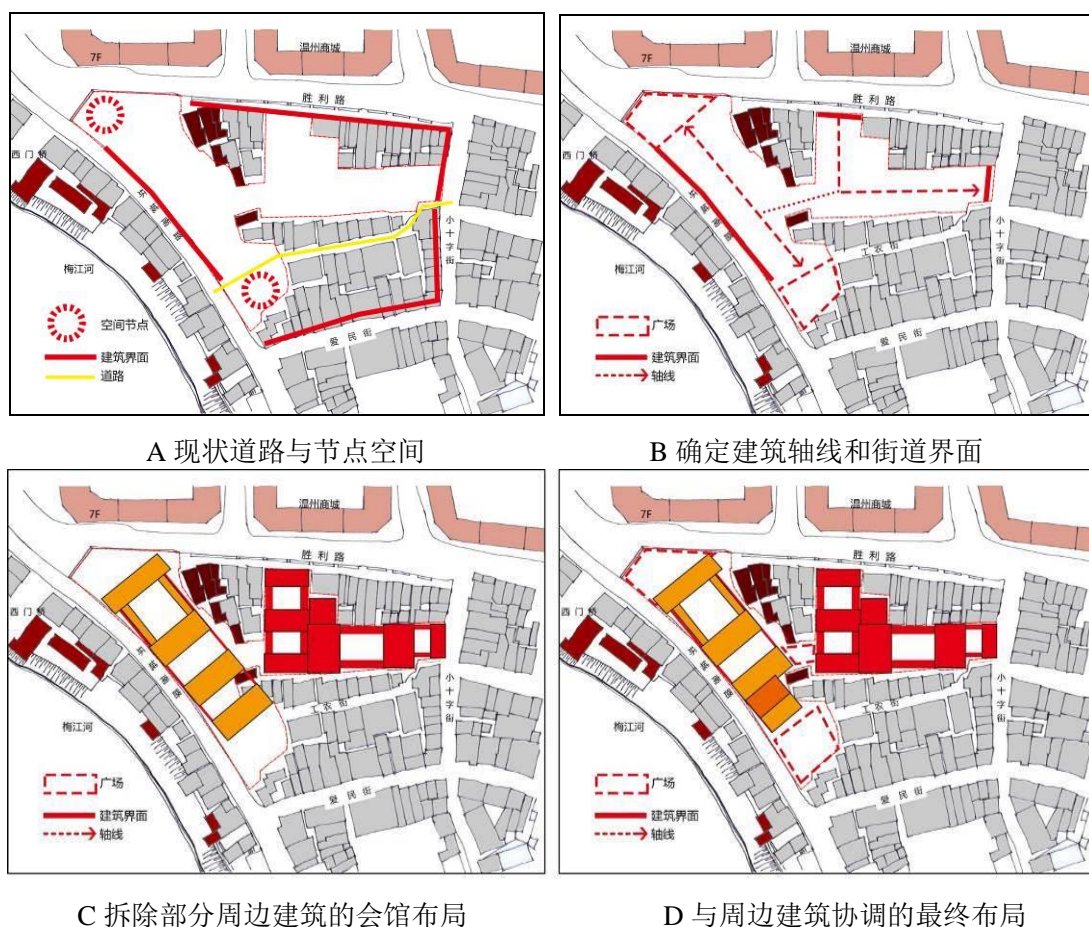 7F
温州商城
胜利路
西门桥
环城南路
梅江河
小十字街
爱民街
空间节点
建筑界面
道路
A 现状道路与节点空间
7F
温州商城
胜利路
西门桥
环城南路
梅江河
工农街
小十字街
爱民街
广场
建筑界面
轴线
B 确定建筑轴线和街道界面
7F
温州商城
胜利路
西门桥
环城南路
梅江河
工农街
小十字街
爱民街
广场
建筑界面
轴线
C 拆除部分周边建筑的会馆布局
7F
温州商城
胜利路
西门桥
环城南路
梅江河
工农街
小十字街
爱民街
广场
建筑界面
轴线
D 与周边建筑协调的最终布局